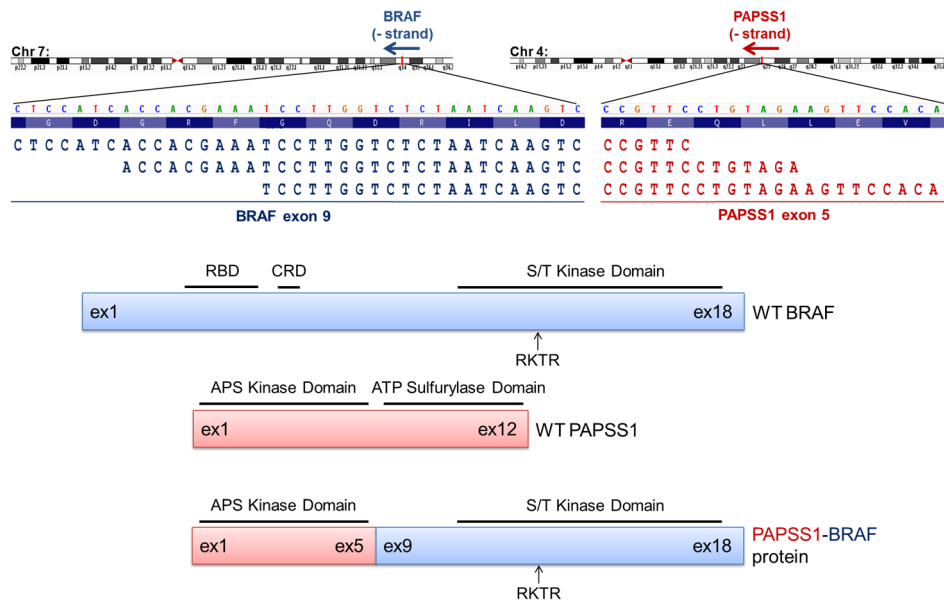 BRAF
(- strand)
PAPSS1
(- strand)
Chr 7:
Chr 4:
C T C C A T C A C C A C G A A A T C C T T G G T C T C T A A T C A A G T C
C C G T T C C T G T A G A A G T T C C A C A
G D G R F G Q D R I L D
R E Q L L E V
C T C C A T C A C C A C G A A A T C C T T G G T C T C T A A T C A A G T C
C C G T T C
A C C A C G A A A T C C T T G G T C T C T A A T C A A G T C
C C G T T C C T G T A G A
T C C T T G G T C T C T A A T C A A G T C
C C G T T C C T G T A G A A G T T C C A C A
BRAF exon 9
PAPSS1 exon 5
RBD CRD S/T Kinase Domain
ex1 ex18 WT BRAF
RKTR
APS Kinase Domain ATP Sulfurylase Domain
ex1 ex12 WT PAPSS1
APS Kinase Domain S/T Kinase Domain
ex1 ex5 ex9 ex18 PAPSS1-BRAF
protein
RKTR